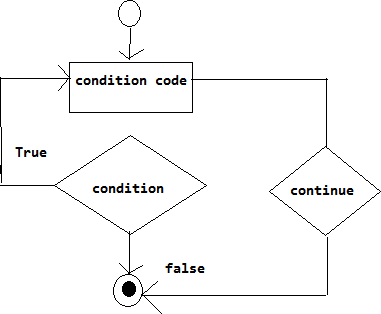 condition code
True
condition
continue
false